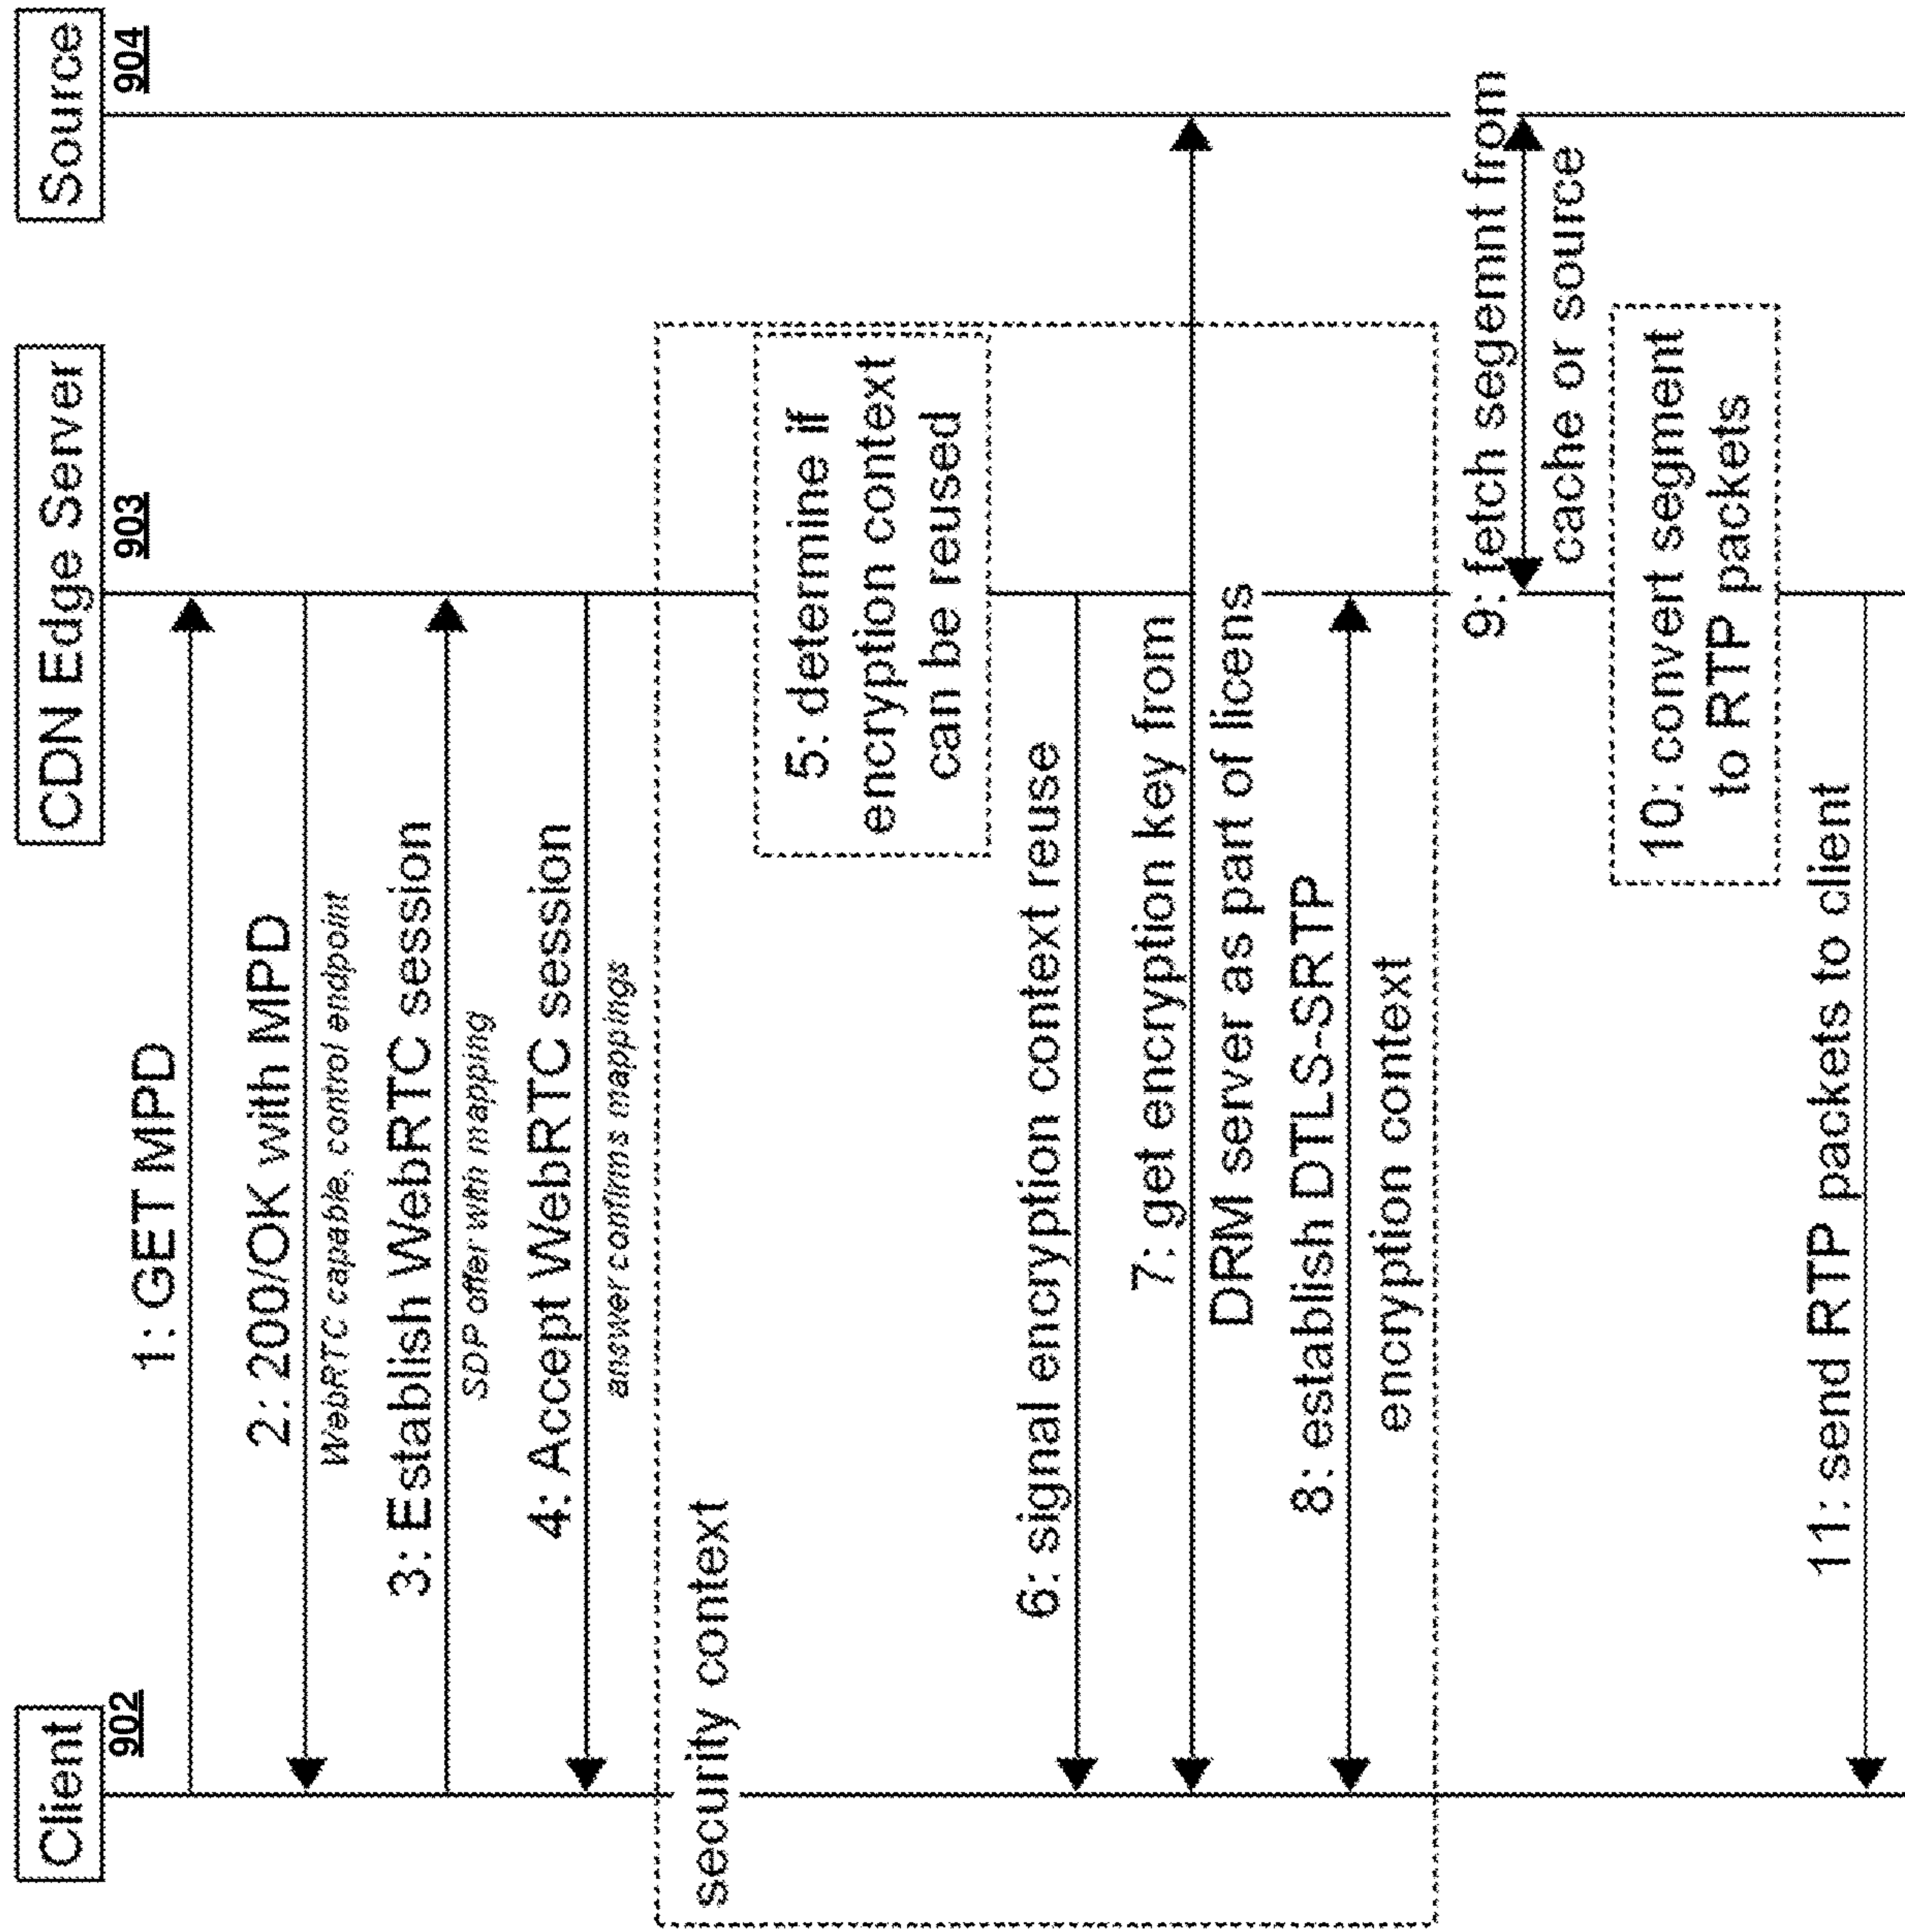 Client
902
CDN Edge Server
903
Source
904
1: GET MPD
2: 200/OK with MPD
WebRTC capable, control endpoint
3: Establish WebRTC session
SDP offer with mapping
4: Accept WebRTC session
answer confirms mappings
security context
5: determine if
encryption context
can be reused
6: signal encryption context reuse
7: get encryption key from
DRM server as part of licens
8: establish DTLS-SRTP
encryption context
9: fetch segemnt from
cache or source
10: convert segment
to RTP packets
11: send RTP packets to client